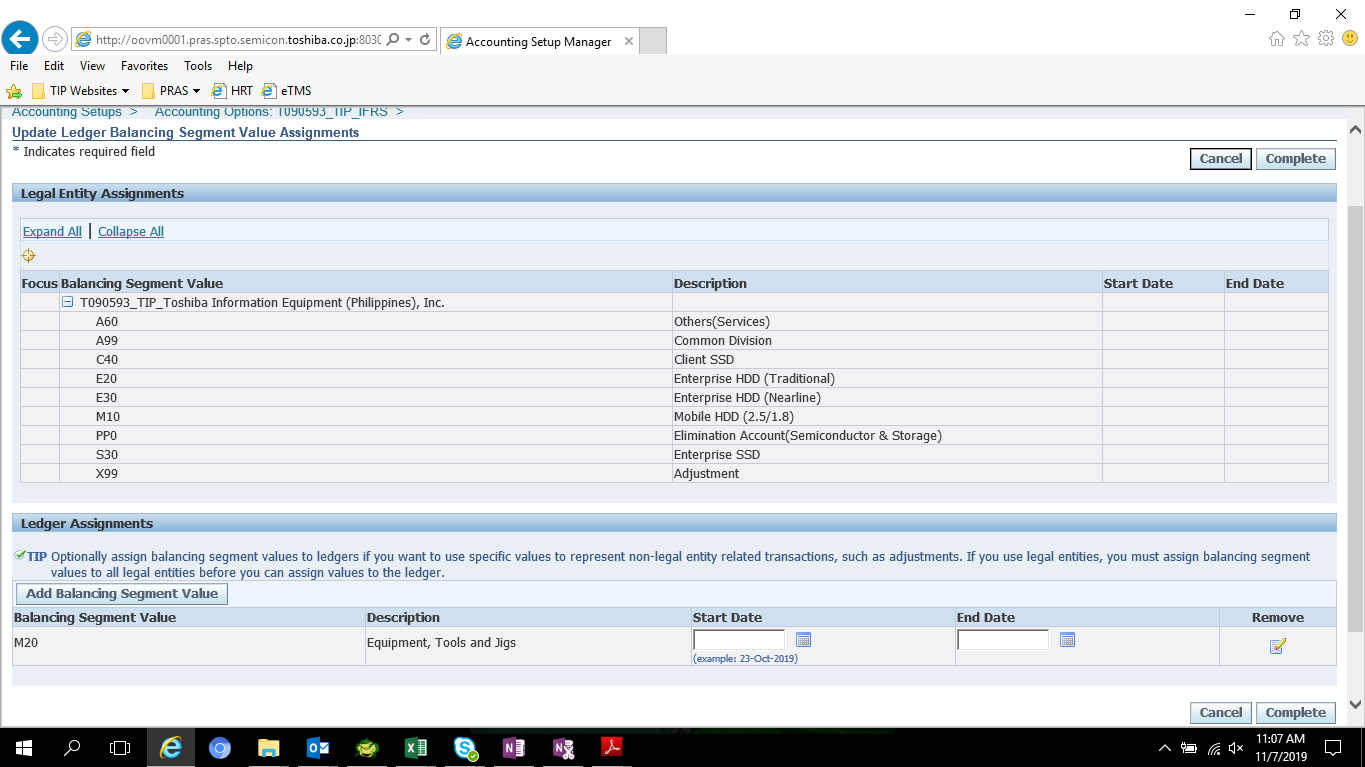 http://oovm0001.pras.spto.semicon.toshiba.co.jp:8030
Accounting Setup Manager
File Edit View Favorites Tools Help
TIP Websites PRAS HRT eTMS
Accounting Setups > Accounting Options: T090593_TIP_IFRS >
Update Ledger Balancing Segment Value Assignments
* Indicates required field
Cancel Complete
Legal Entity Assignments
Expand All | Collapse All
Focus Balancing Segment Value Description Start Date End Date
T090593_TIP_Toshiba Information Equipment (Philippines), Inc.
A60 Others(Services)
A99 Common Division
C40 Client SSD
E20 Enterprise HDD (Traditional)
E30 Enterprise HDD (Nearline)
M10 Mobile HDD (2.5/1.8)
PP0 Elimination Account(Semiconductor & Storage)
S30 Enterprise SSD
X99 Adjustment
Ledger Assignments
TIP Optionally assign balancing segment values to ledgers if you want to use specific values to represent non-legal entity related transactions, such as adjustments. If you use legal entities, you must assign balancing segment
values to all legal entities before you can assign values to the ledger.
Add Balancing Segment Value
Balancing Segment Value Description Start Date End Date Remove
M20 Equipment, Tools and Jigs
(example: 23-Oct-2019)
Cancel Complete
11:07 AM
11/7/2019